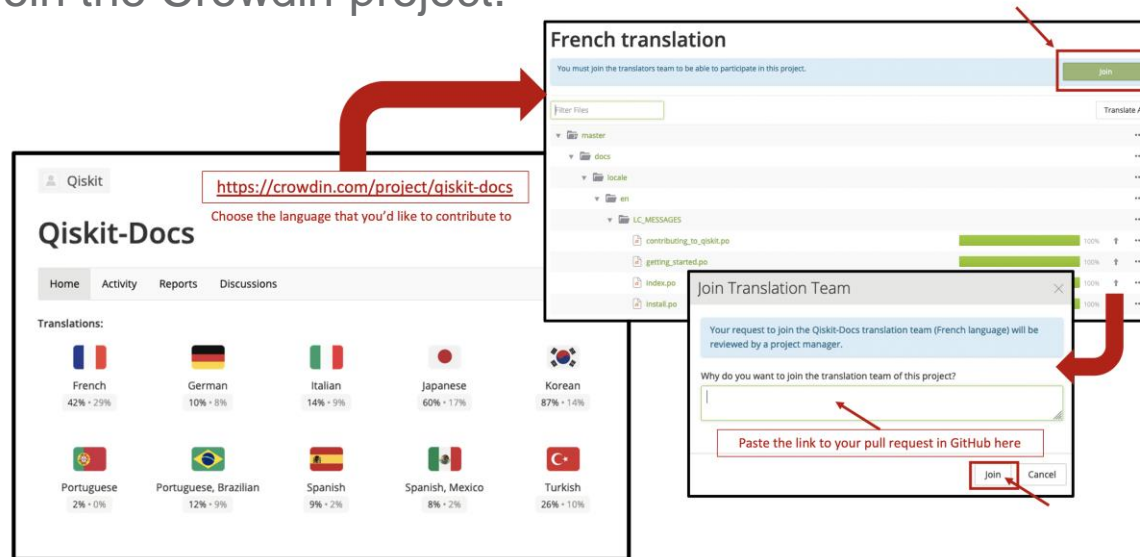 Join the Crowdin project:
Qiskit
https://crowdin.com/project/qiskit-docs
Choose the language that you'd like to contribute to
Qiskit-Docs
Home Activity Reports Discussions
Translations:
French German Italian Japanese Korean
42% • 29% 10% • 8% 14% • 9% 60% • 17% 87% • 14%
Portuguese Portuguese, Brazilian Spanish Spanish, Mexico Turkish
2% • 0% 12% • 9% 9% • 2% 8% • 2% 26% • 10%
French translation
You must join the translators team to be able to participate in this project.
Join
Filter Files
Translate A
master
docs
locale
en
LC_MESSAGES
contributing_to_qiskit.po 100%
getting_started.po 100%
index.po 100%
install.po 100%
Join Translation Team
Your request to join the Qiskit-Docs translation team (French language) will be
reviewed by a project manager.
Why do you want to join the translation team of this project?
Paste the link to your pull request in GitHub here
Join Cancel